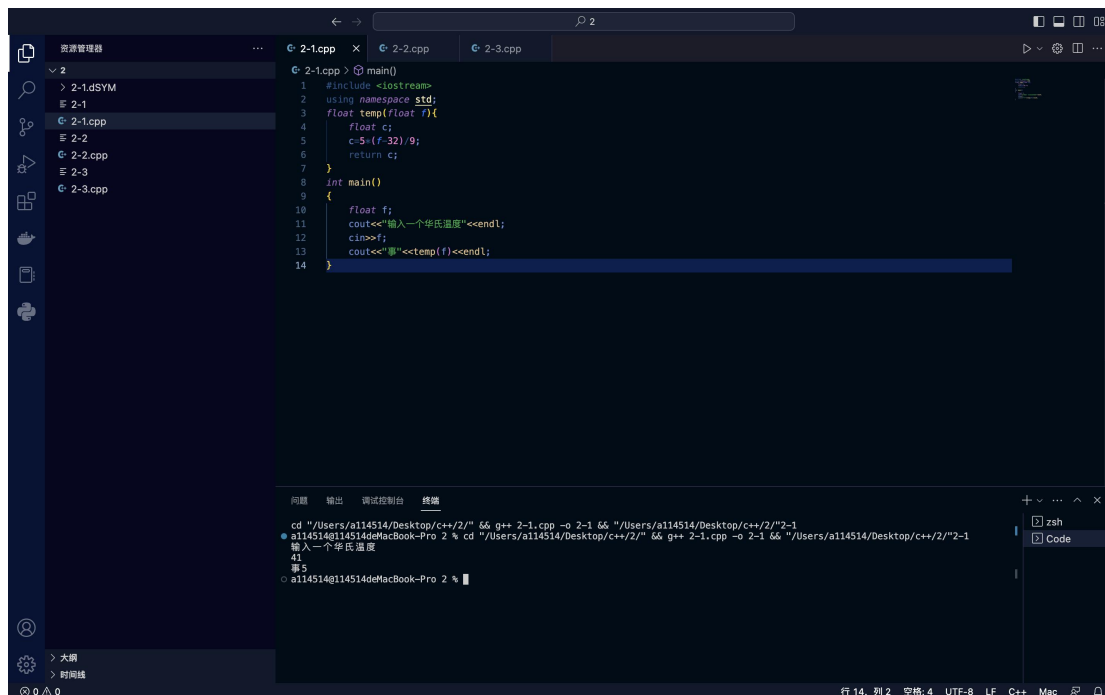 2
资源管理器 ···
2-1.cpp 2-2.cpp 2-3.cpp
2
2-1.dSYM
2-1
2-1.cpp
2-2
2-2.cpp
2-3
2-3.cpp
2-1.cpp > main()
1 #include <iostream>
2 using namespace std;
3 float temp(float f){
4 float c;
5 c=5*(f-32)/9;
6 return c;
7 }
8 int main()
9 {
10 float f;
11 cout<<"输入一个华氏温度"<<endl;
12 cin>>f;
13 cout<<"事"<<temp(f)<<endl;
14 }
问题 输出 调试控制台 终端
cd "/Users/a114514/Desktop/c++/2/" && g++ 2-1.cpp -o 2-1 && "/Users/a114514/Desktop/c++/2/"2-1
a114514@114514deMacBook-Pro 2 % cd "/Users/a114514/Desktop/c++/2/" && g++ 2-1.cpp -o 2-1 && "/Users/a114514/Desktop/c++/2/"2-1
输入一个华氏温度
41
事5
a114514@114514deMacBook-Pro 2 %
zsh
Code
大纲
时间线
0 0 行 14, 列 2 空格: 4 UTF-8 LF C++ Mac